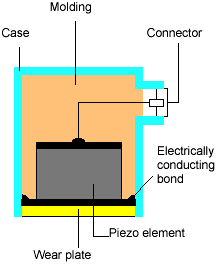 Molding
Case
Connector
Electrically
conducting
bond
Piezo element
Wear plate